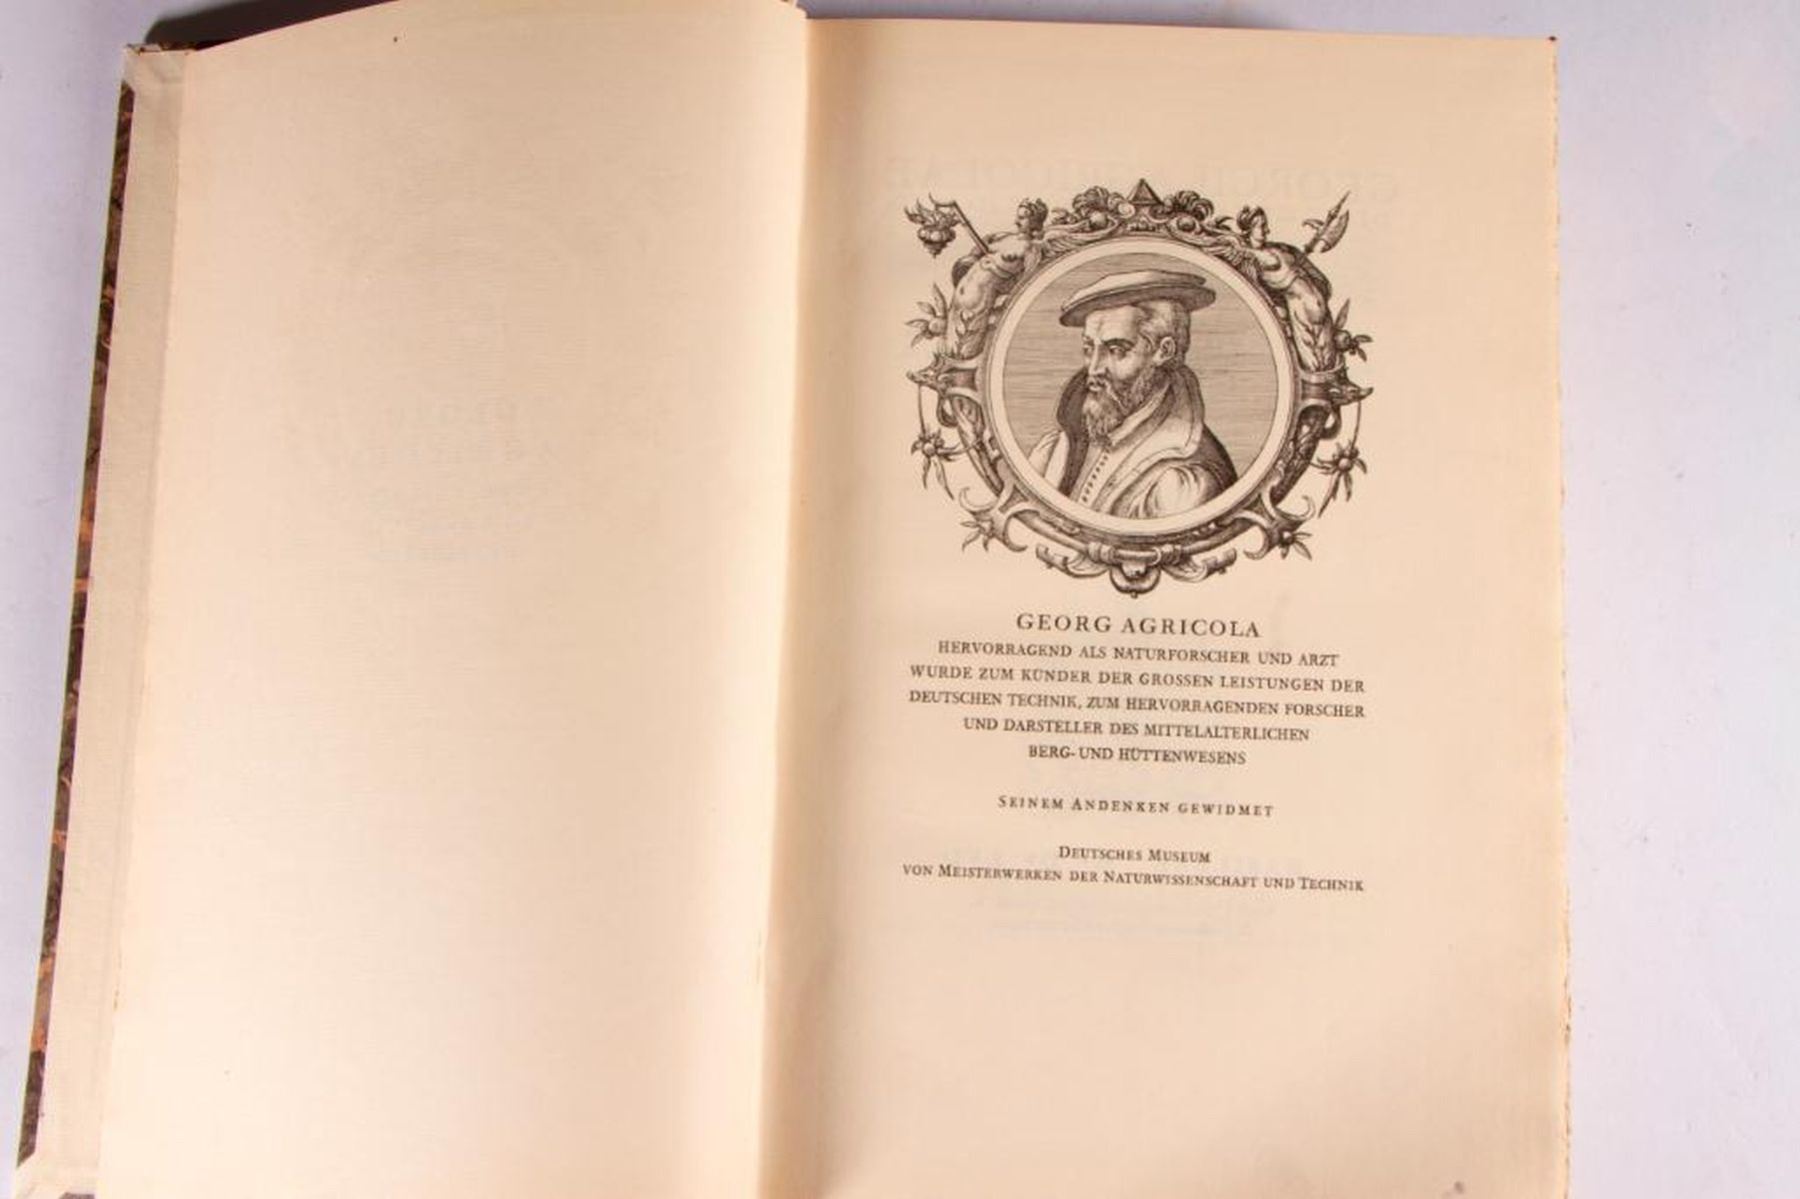 GEORG AGRICOLA
HERVORRAGEND ALS NATURFORSCHER UND ARZT
WURDE ZUM KÜNDER DER GROSSEN LEISTUNGEN DER
DEUTSCHEN TECHNIK, ZUM HERVORRAGENDEN FORSCHER
UND DARSTELLER DES MITTELALTERLICHEN
BERG- UND HÜTTENWESENS
SEINEM ANDENKEN GEWIDMET
DEUTSCHES MUSEUM
VON MEISTERWERKEN DER NATURWISSENSCHAFT UND TECHNIK